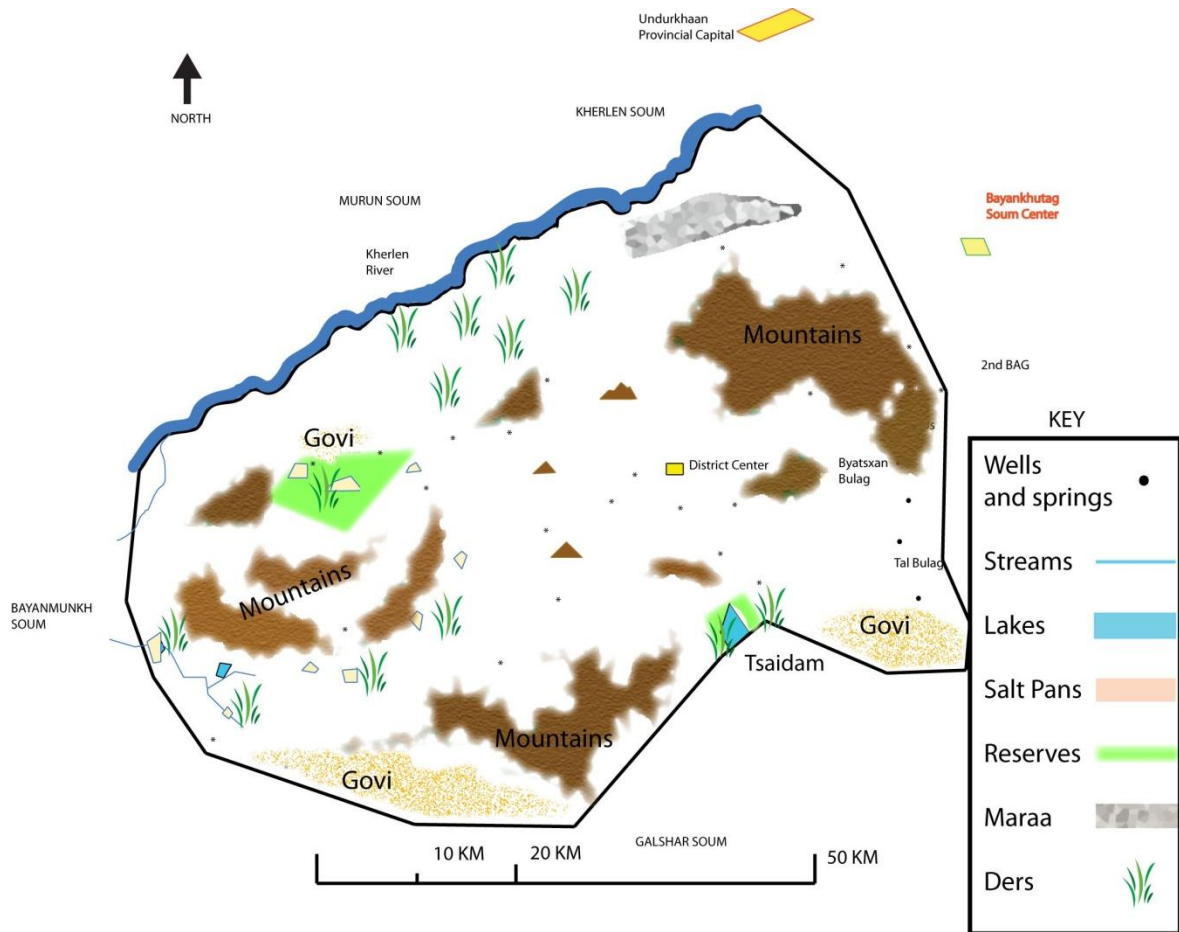 Undurkhaan
Provincial Capital
NORTH
KHERLEN SOUM
MURUN SOUM
Bayankhutag
Soum Center
Kherlen
River
Mountains
2nd BAG
KEY
Govi
District Center
Byatsxan
Bulag
Wells
and springs
Tal Bulag
Streams
Mountains
BAYANMUNKH
SOUM
Govi
Lakes
Tsaidam
Salt Pans
Mountains
Reserves
Govi
Maraa
GALSHAR SOUM
10 KM
20 KM
50 KM
Ders